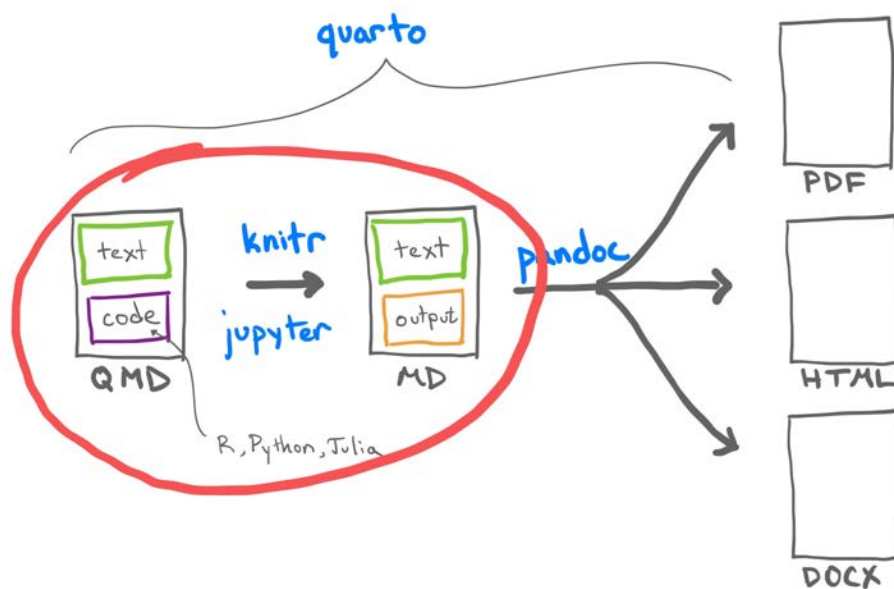 quarto
PDF
text
code
QMD
knitr
jupyter
text
output
MD
pandoc
R, Python, Julia
HTML
DOCX